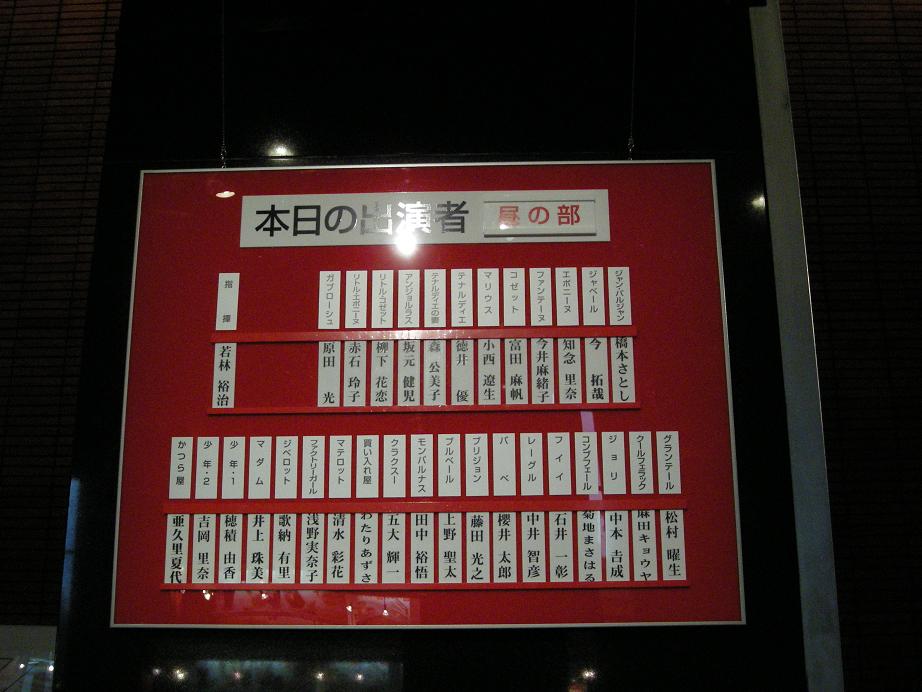 本日の出演者 昼の部
ジャン・バルジャン 橋本さとし
ジャベール 今 拓哉
エポニーヌ 知念 里奈
ファンテーヌ 今井麻緒子
コゼット 富田 麻帆
マリウス 小西 遼生
テナルディエ 徳井 優
テナルディエの妻 森 公美子
アンジョルラス 坂元 健児
リトル・コゼット 柳下 花恋
リトル・エポニーヌ 赤石 玲子
ガブローシュ 原田 光
指揮 若林 裕治
グランテール 松村 曜生
クールフェラック 麻田キョウヤ
ジョリ 中本 吉成
コンブフェール 菊地まさはる
フイイ 石井 一彰
レーグル 中井 智彦
バベ 櫻井 太郎
ブリジョン 藤田 光之
プルベール 上野 聖太
モンパルナス 田中 裕悟
クラクスー 五大 輝一
買い入れ屋 わたりあずさ
マテロット 清水 彩花
ファクトリーガール 浅野実奈子
ジベロット 歌納 有里
マダム 井上 珠美
少年・1 穂積 由香
少年・2 吉岡 里奈
かつら屋 亜久里夏代